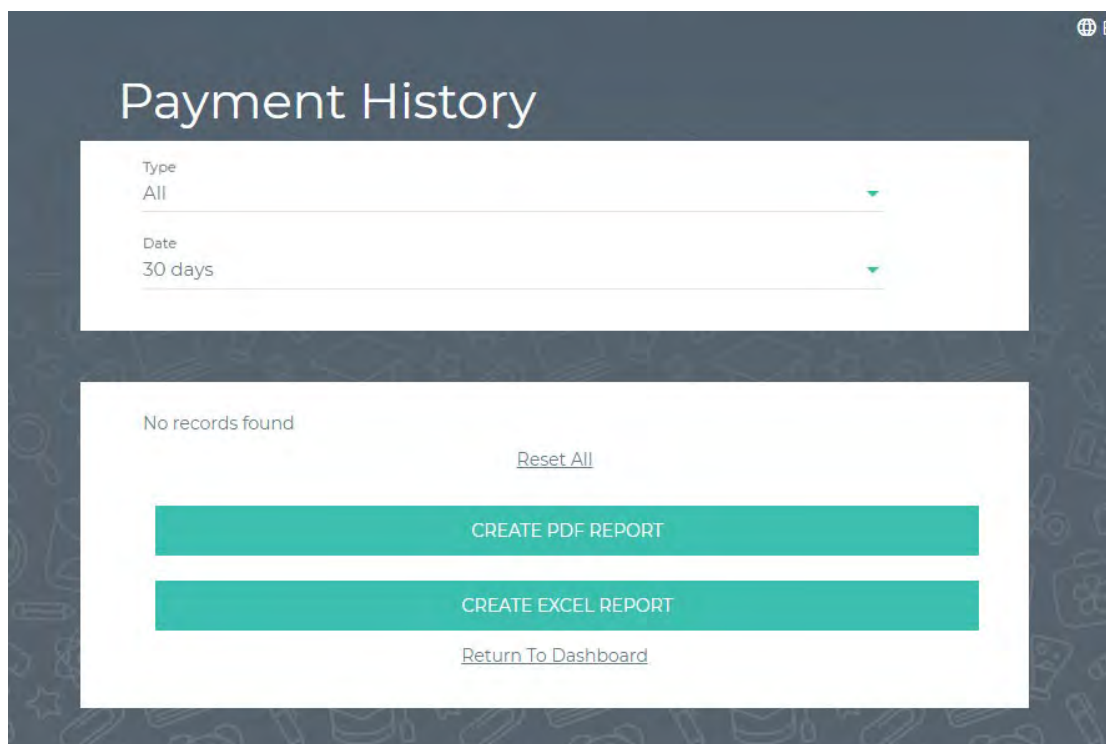 Payment History
Type
All
Date
30 days
No records found
Reset All
CREATE PDF REPORT
CREATE EXCEL REPORT
Return To Dashboard